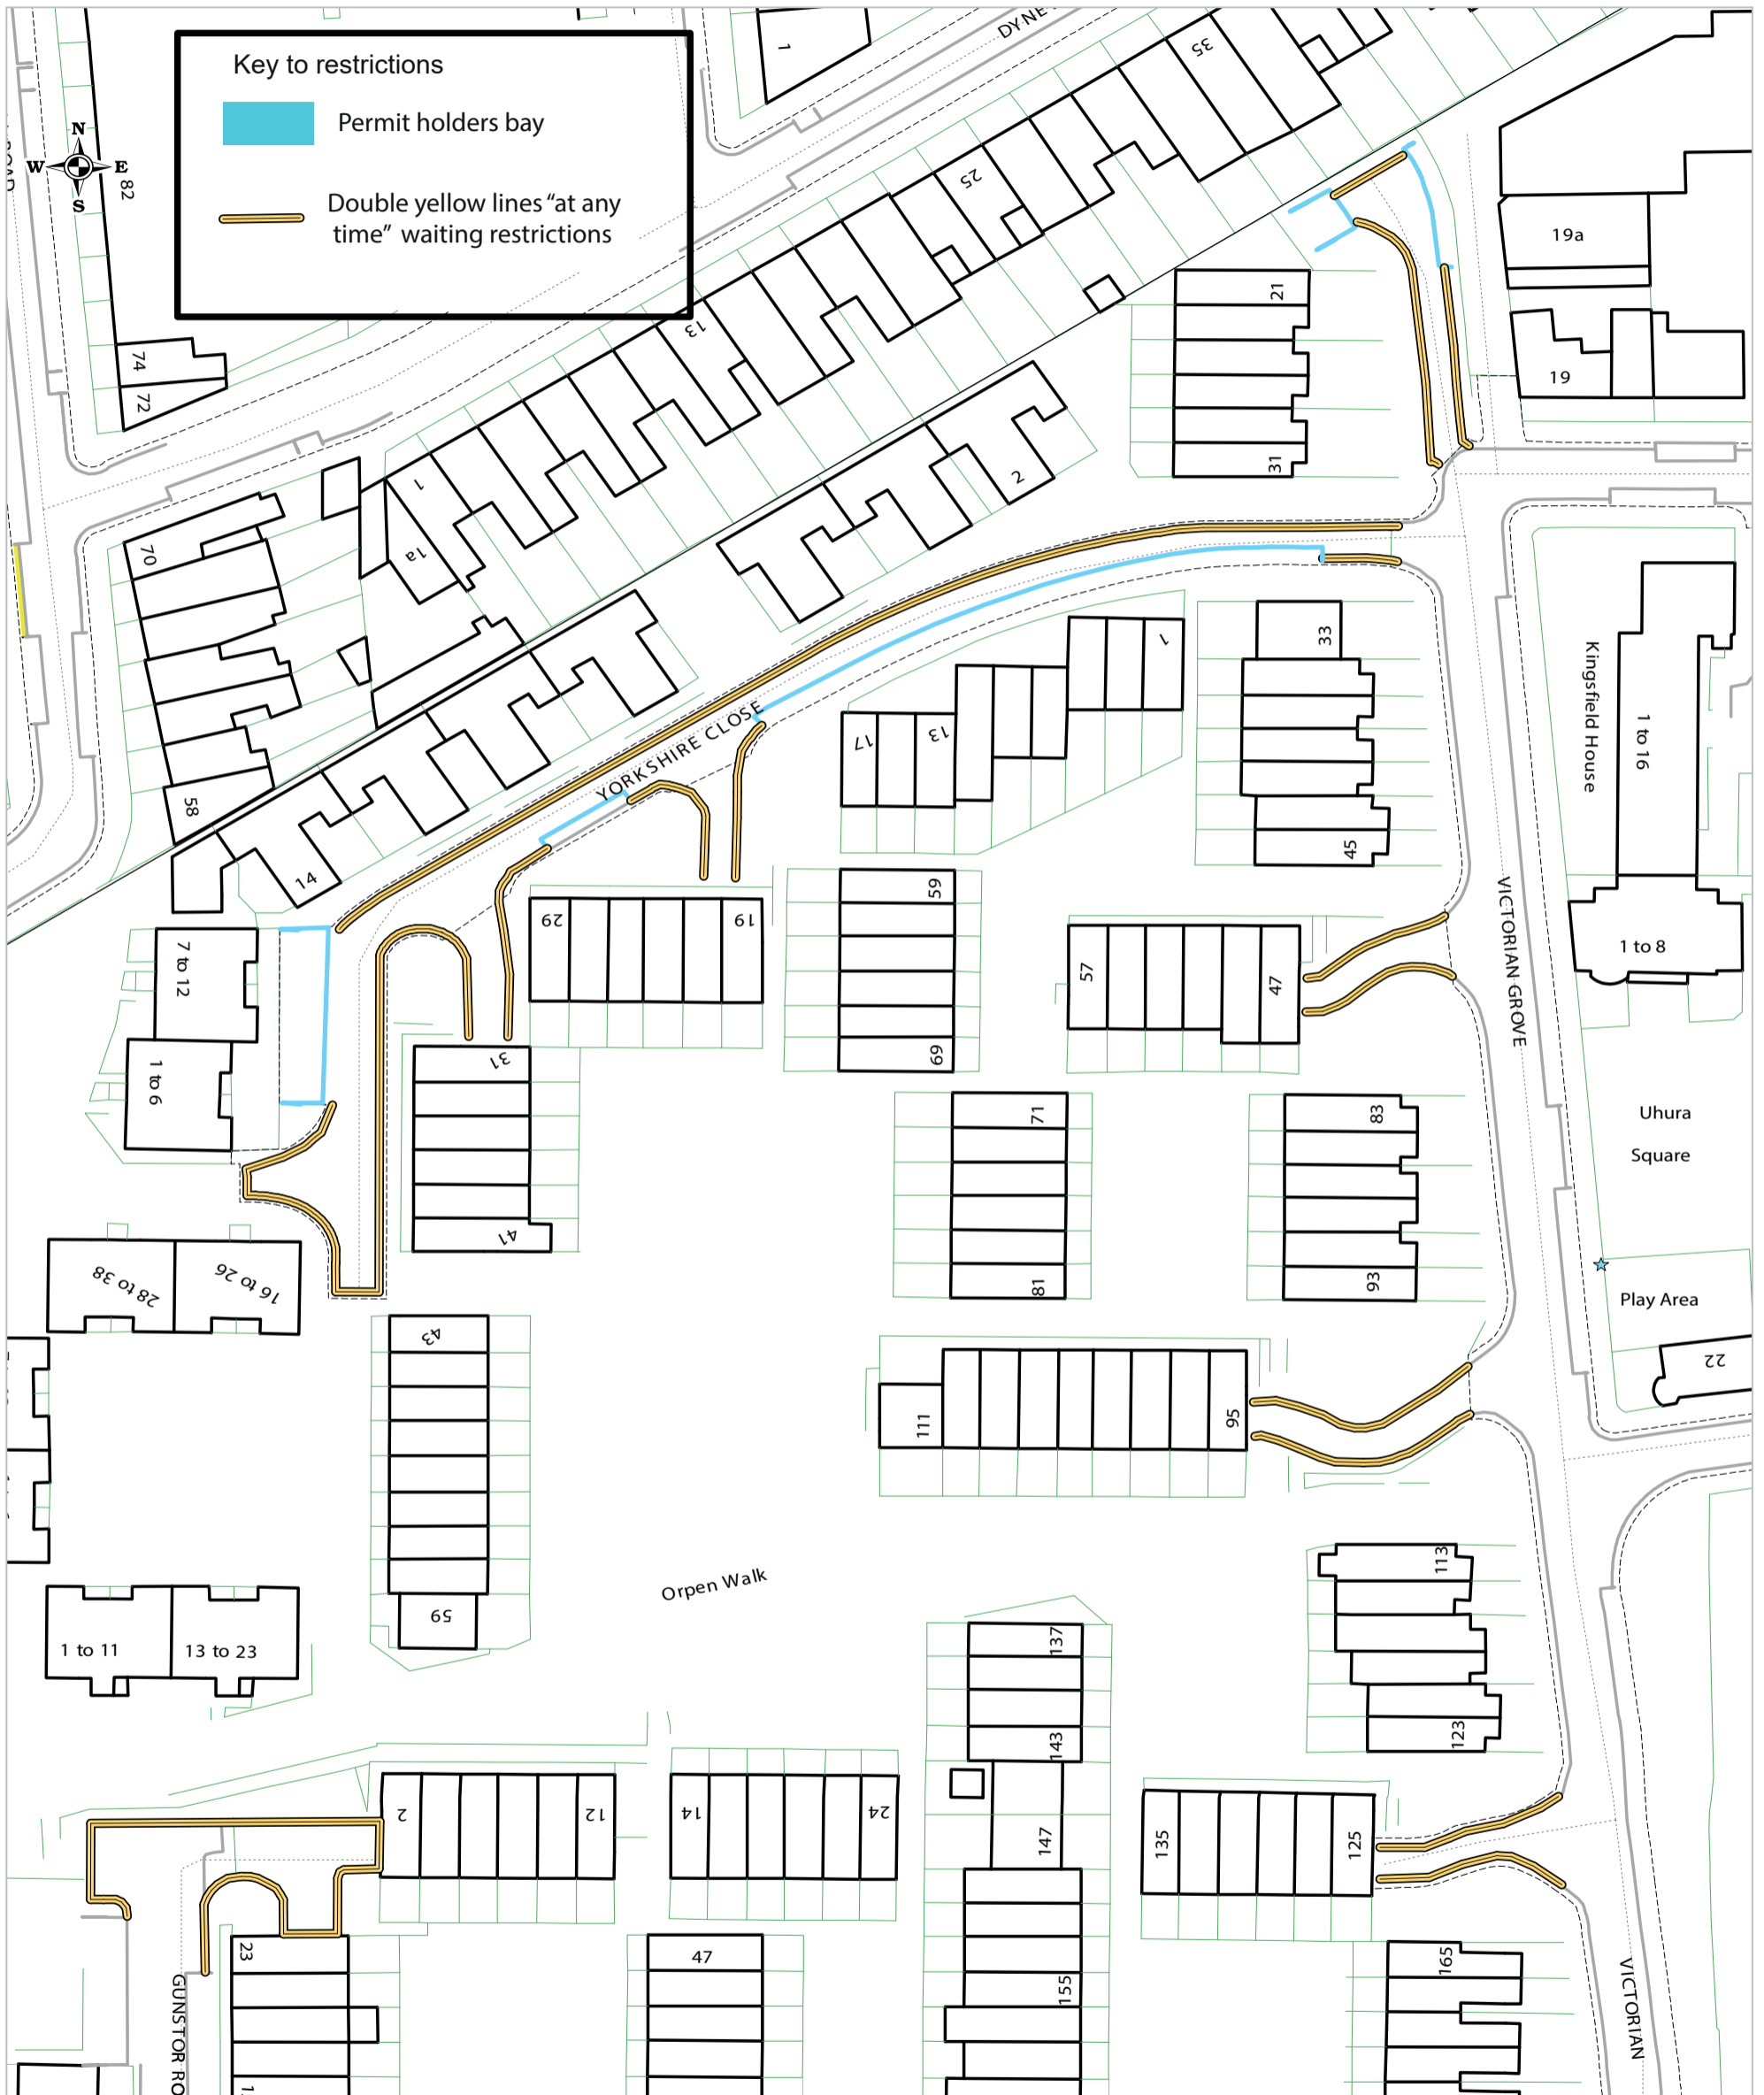 Key to restrictions
Permit holders bay
Double yellow lines “at any
time” waiting restrictions
N
W
E
S
82
74
72
1
35
25
13
1
1a
70
58
2
14
21
31
19a
19
YORKSHIRE CLOSE
1
13
17
33
45
Kingsfield House
1 to 16
1 to 8
VICTORIAN GROVE
7 to 12
1 to 6
29
19
31
41
59
69
57
47
71
81
83
93
Uhura
Square
Play Area
22
28 to 38
16 to 26
43
59
111
95
Orpen Walk
1 to 11
13 to 23
113
123
137
143
147
155
2
12
14
24
135
125
23
47
165
VICTORIAN